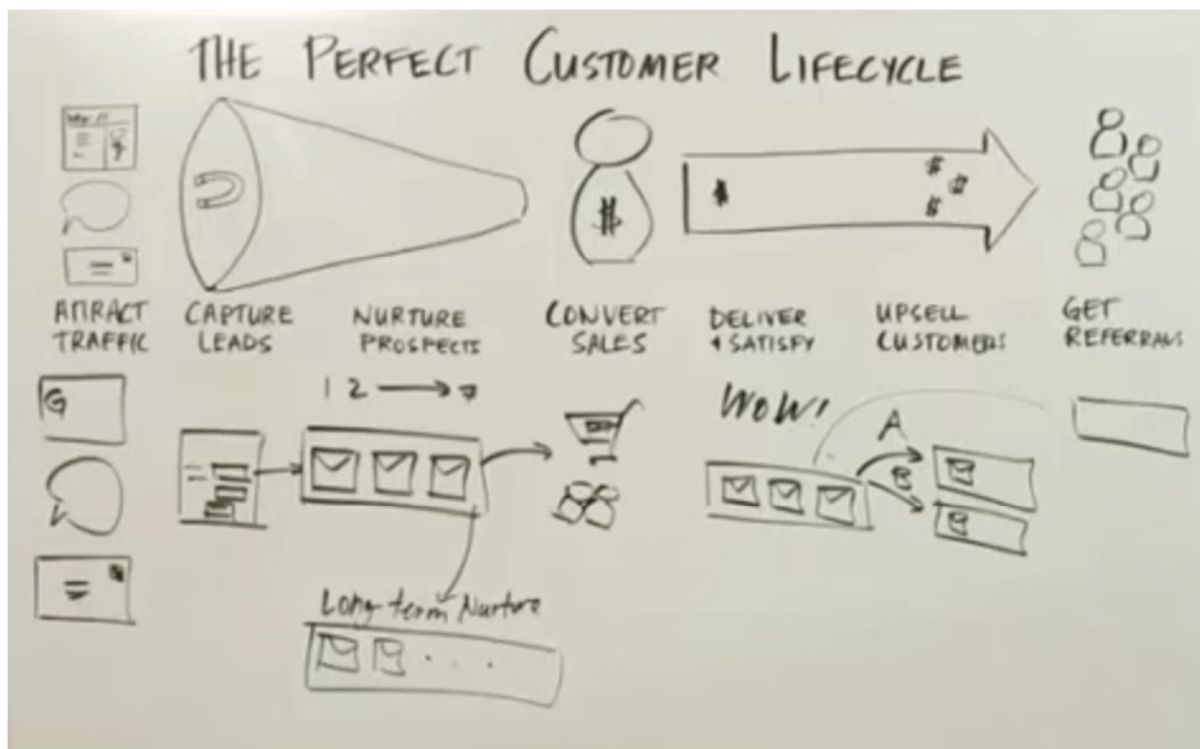 THE PERFECT CUSTOMER LIFECYCLE
$
$
$
$
$
ATTRACT
TRAFFIC
CAPTURE
LEADS
NURTURE
PROSPECTS
CONVERT
SALES
DELIVER
& SATISFY
UPSELL
CUSTOMERS
GET
REFERRALS
G
1 2
WOW!
A
B
Long term Nurture